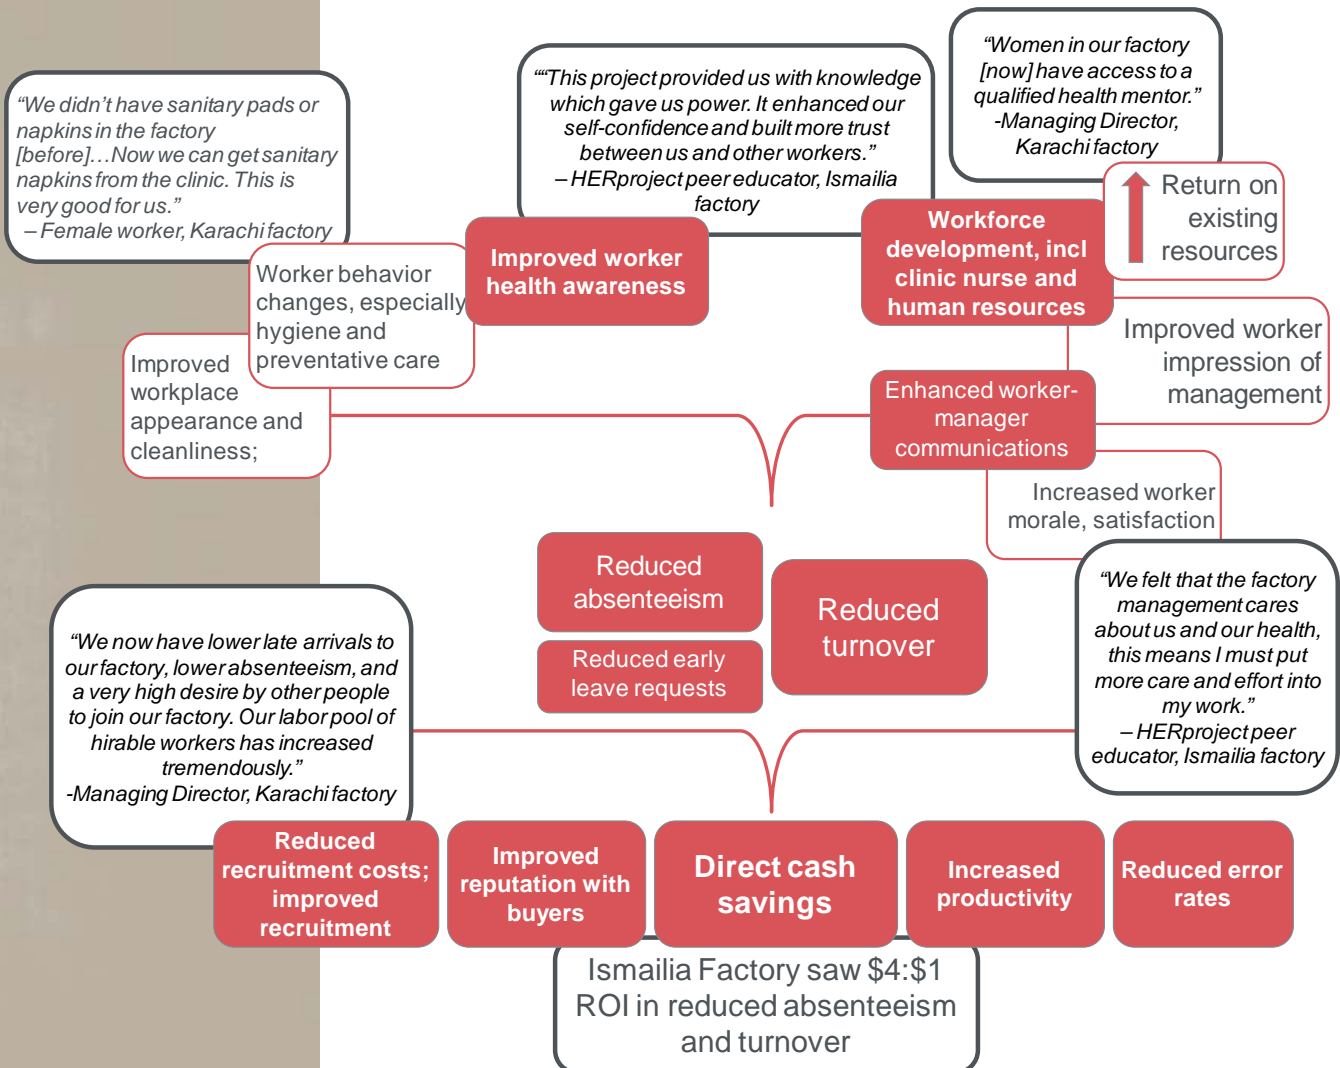 “We didn’t have sanitary pads or
napkins in the factory
[before]…Now we can get sanitary
napkins from the clinic. This is
very good for us.”
– Female worker, Karachi factory
““This project provided us with knowledge
which gave us power. It enhanced our
self-confidence and built more trust
between us and other workers.”
– HERproject peer educator, Ismailia
factory
“Women in our factory
[now] have access to a
qualified health mentor.”
-Managing Director,
Karachi factory
Return on
existing
resources
Workforce
development, incl
clinic nurse and
human resources
Improved worker
health awareness
Worker behavior
changes, especially
hygiene and
preventative care
Improved
workplace
appearance and
cleanliness;
Improved worker
impression of
management
Enhanced worker-
manager
communications
Increased worker
morale, satisfaction
Reduced
absenteeism
Reduced
turnover
Reduced early
leave requests
“We felt that the factory
management cares
about us and our health,
this means I must put
more care and effort into
my work.”
– HERproject peer
educator, Ismailia factory
“We now have lower late arrivals to
our factory, lower absenteeism, and
a very high desire by other people
to join our factory. Our labor pool of
hirable workers has increased
tremendously.”
-Managing Director, Karachi factory
Reduced
recruitment costs;
improved
recruitment
Improved
reputation with
buyers
Direct cash
savings
Increased
productivity
Reduced error
rates
Ismailia Factory saw $4:$1
ROI in reduced absenteeism
and turnover